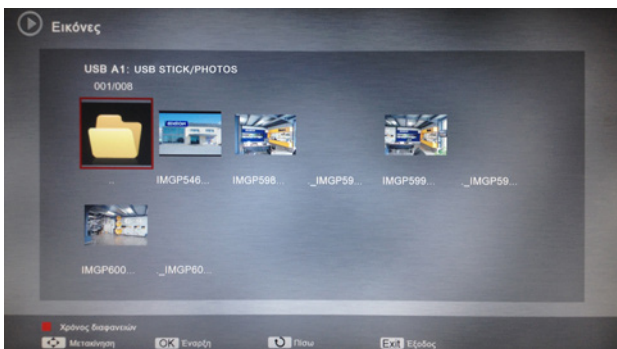 Εικόνες
USB A1: USB STICK/PHOTOS
001/008
.. IMGP546... IMGP598... ._IMGP59... IMGP599... ._IMGP59...
IMGP600... ._IMGP60...
Χρόνος διαφανειών
Μετακίνηση OK Έναρξη Πίσω Exit Έξοδος